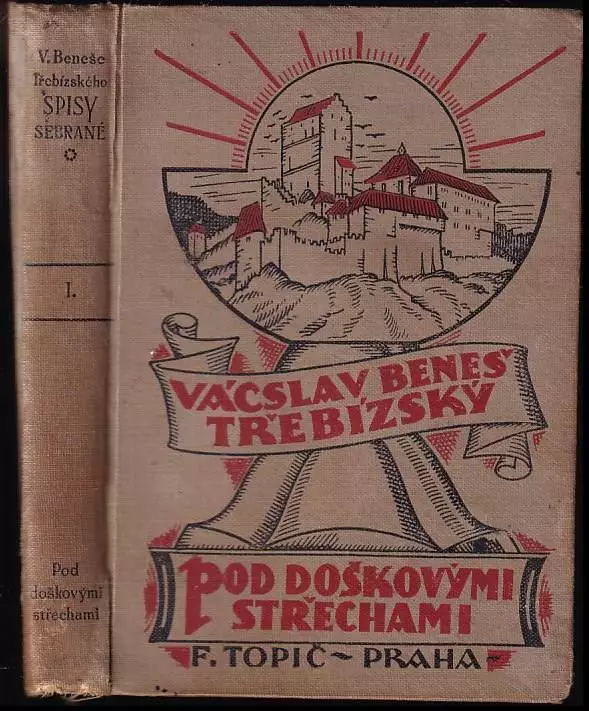 V. Beneše
Třebízského
SPISY
SEBRANÉ
I.
Pod
doškovými
střechami
VÁCSLAV BENEŠ
TŘEBÍZSKÝ
POD DOŠKOVÝMI
STŘECHAMI
F. TOPIČ ~ PRAHA ~